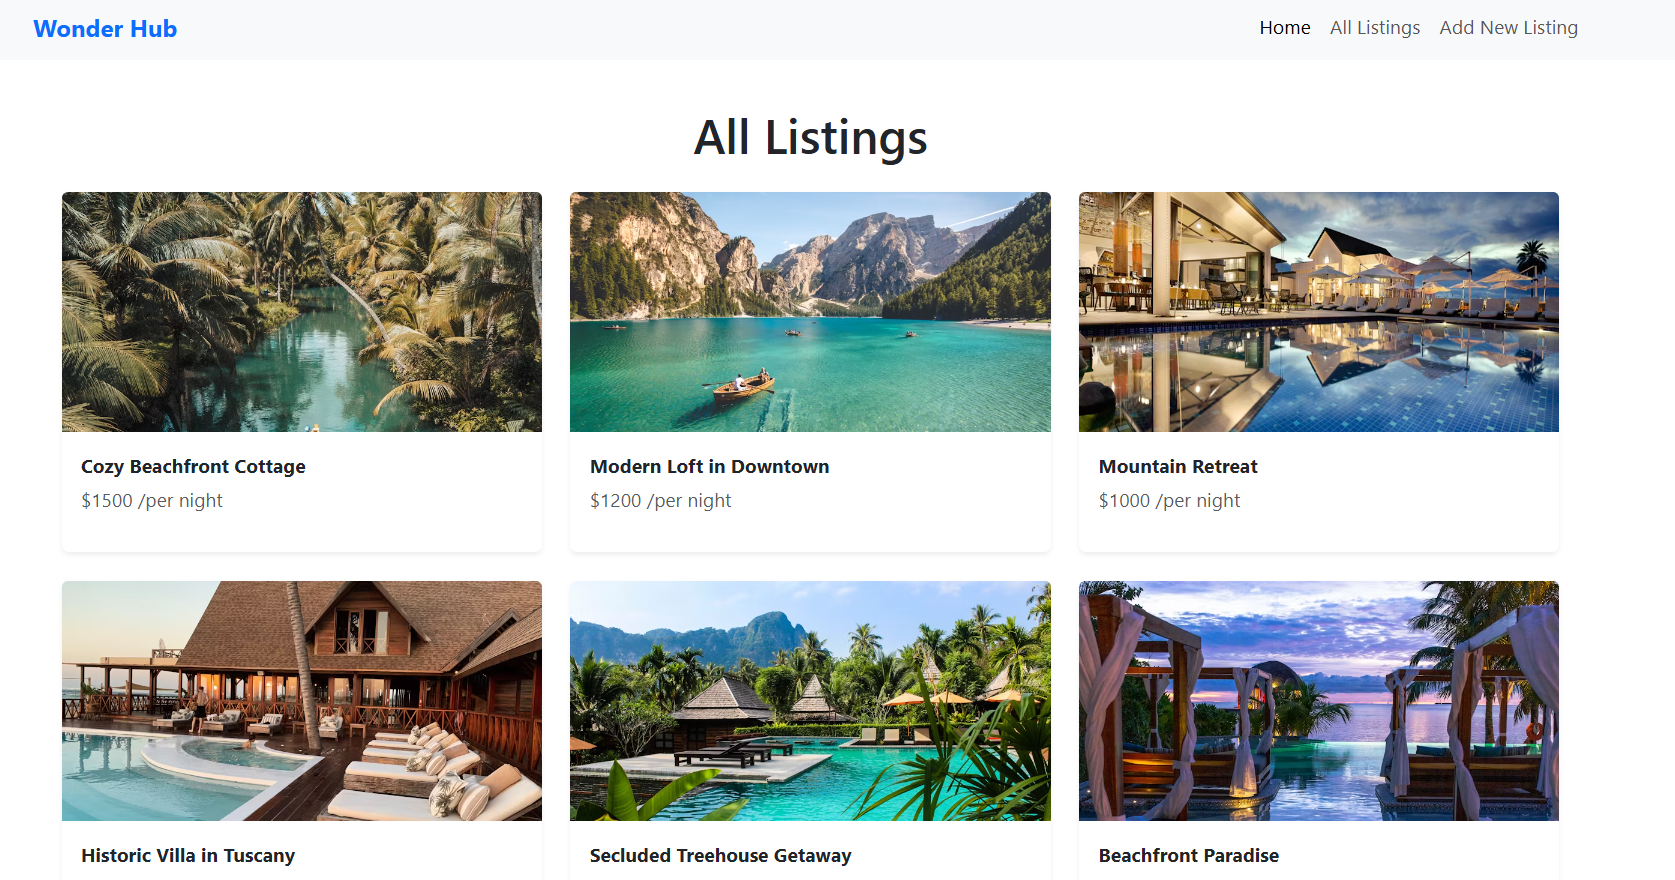 Wonder Hub
Home All Listings Add New Listing
All Listings
Cozy Beachfront Cottage
$1500 /per night
Modern Loft in Downtown
$1200 /per night
Mountain Retreat
$1000 /per night
Historic Villa in Tuscany
Secluded Treehouse Getaway
Beachfront Paradise